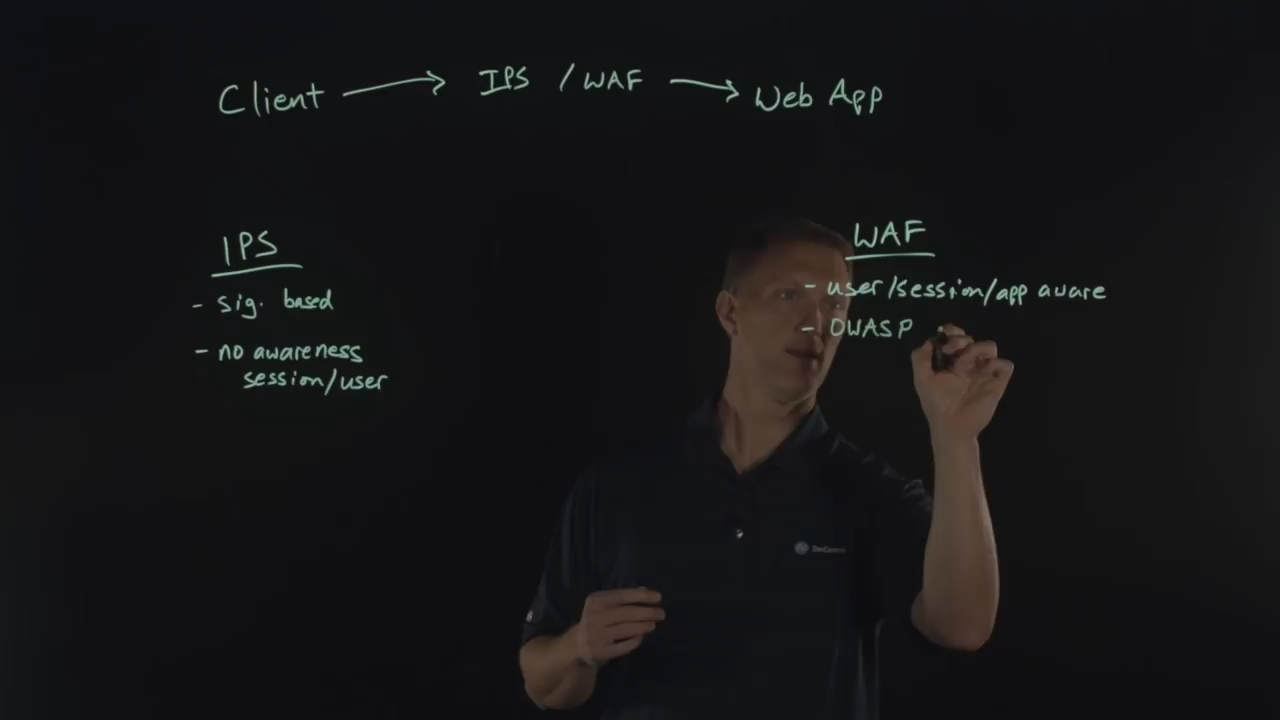 Client → IPS / WAF → Web App
IPS
- sig. based
- no awareness
session/user
WAF
- user/session/app aware
- OWASP